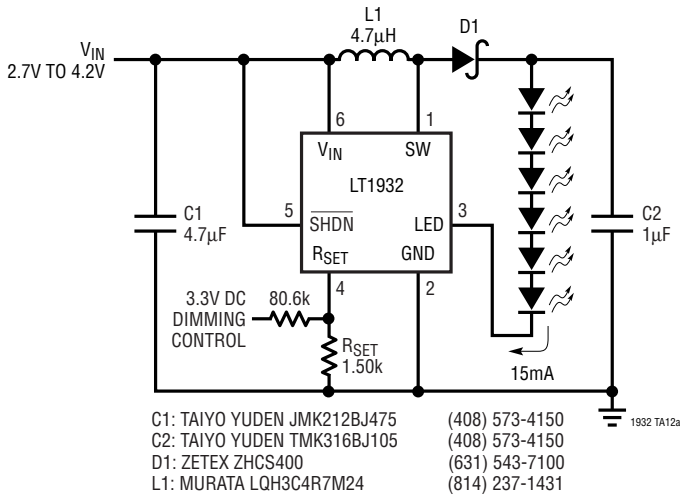 L1
4.7μH
D1
VIN
2.7V TO 4.2V
6
1
VIN
SW
LT1932
C1
4.7μF
5
SHDN
LED
3
C2
1μF
RSET
GND
4
2
3.3V DC
DIMMING
CONTROL
80.6k
RSET
1.50k
15mA
C1: TAIYO YUDEN JMK212BJ475 (408) 573-4150
C2: TAIYO YUDEN TMK316BJ105 (408) 573-4150
D1: ZETEX ZHCS400 (631) 543-7100
L1: MURATA LQH3C4R7M24 (814) 237-1431
1932 TA12a